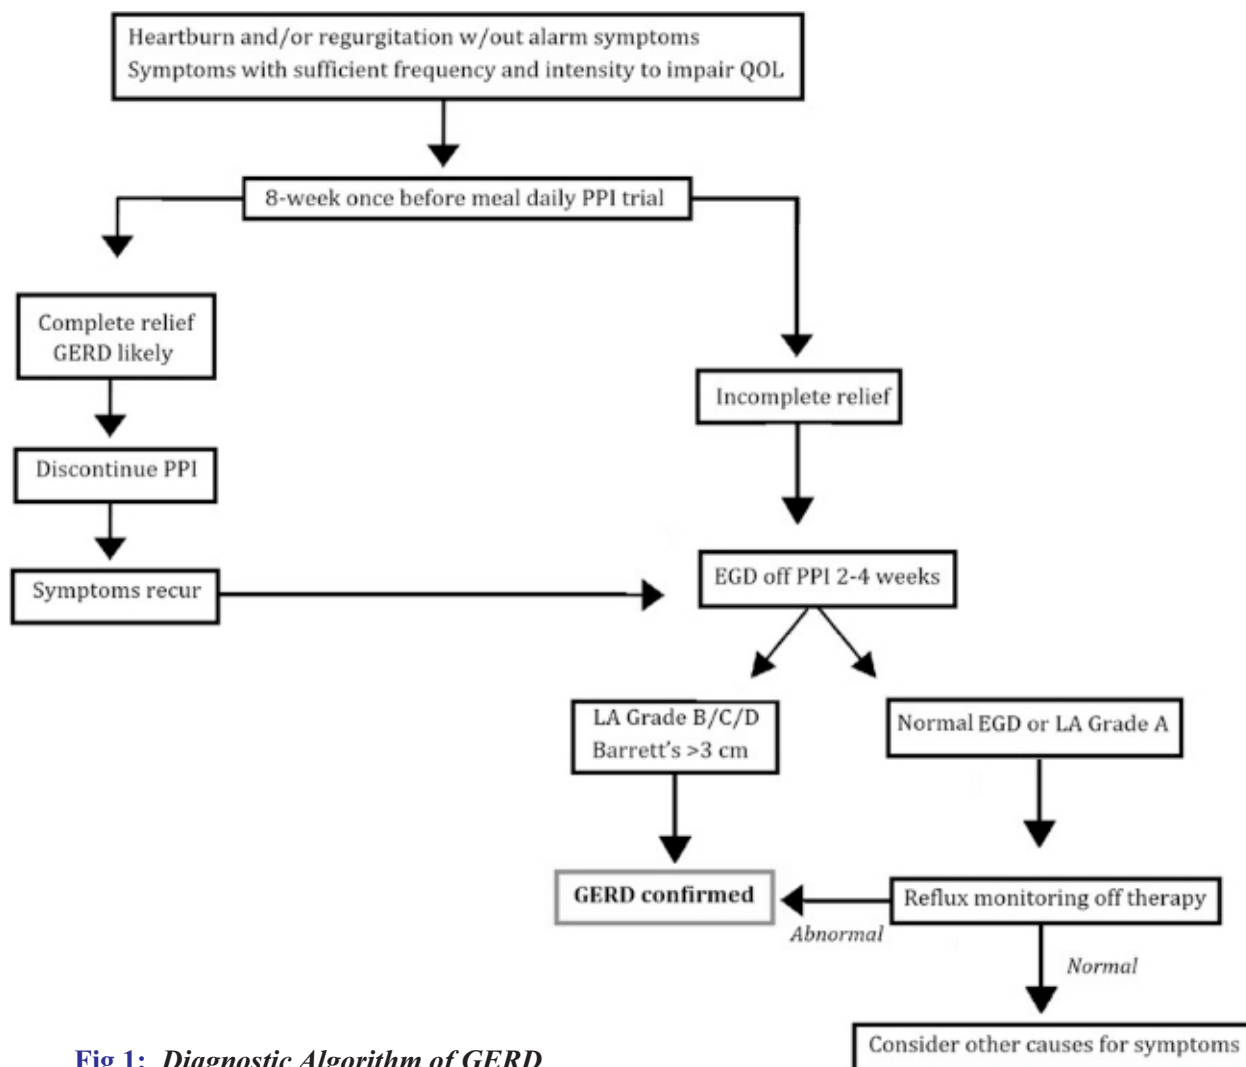 Heartburn and/or regurgitation w/out alarm symptoms
Symptoms with sufficient frequency and intensity to impair QOL
8-week once before meal daily PPI trial
Complete relief
GERD likely
Incomplete relief
Discontinue PPI
EGD off PPI 2-4 weeks
Symptoms recur
LA Grade B/C/D
Barrett's >3 cm
Normal EGD or LA Grade A
GERD confirmed
Abnormal
Reflux monitoring off therapy
Normal
Consider other causes for symptoms
Fig 1: Diagnostic Algorithm of GERD